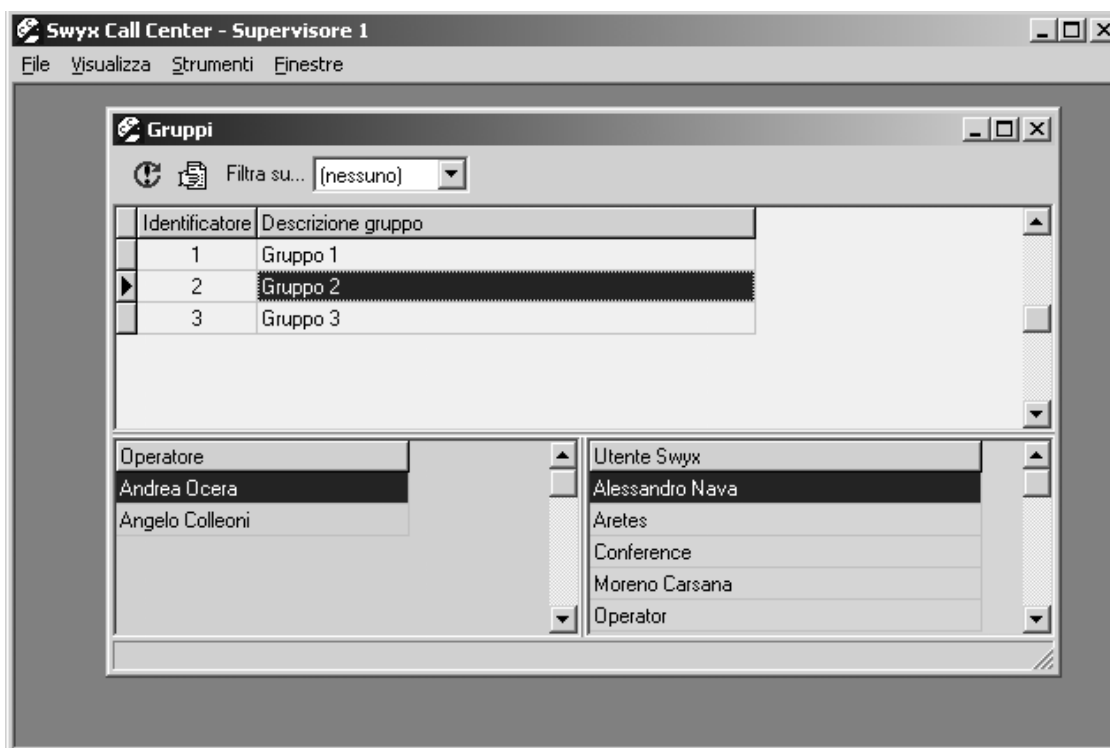 Swyx Call Center - Supervisore 1
File Visualizza Strumenti Finestre
Gruppi
Filtra su... (nessuno)
Identificatore Descrizione gruppo
1 Gruppo 1
2 Gruppo 2
3 Gruppo 3
Operatore
Andrea Ocera
Angelo Colleoni
Utente Swyx
Alessandro Nava
Aretes
Conference
Moreno Carsana
Operator